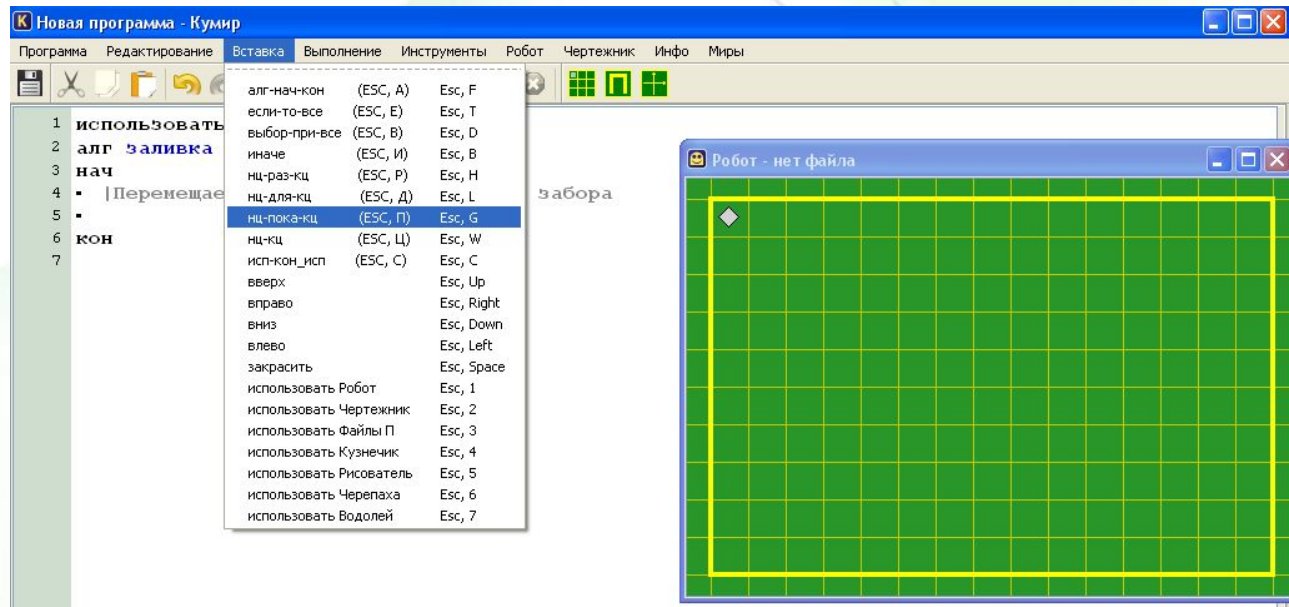 Новая программа - Кумир
Программа Редактирование Вставка Выполнение Инструменты Робот Чертежник Инфо Миры
алг-нач-кон (ESC, А) Esc, F
если-то-все (ESC, Е) Esc, T
выбор-при-все (ESC, В) Esc, D
иначе (ESC, И) Esc, B
нц-раз-кц (ESC, Р) Esc, H
нц-для-кц (ESC, Д) Esc, L
нц-пока-кц (ESC, П) Esc, G
нц-кц (ESC, Ц) Esc, W
исп-кон_исп (ESC, С) Esc, C
вверх Esc, Up
вправо Esc, Right
вниз Esc, Down
влево Esc, Left
закрасить Esc, Space
использовать Робот Esc, 1
использовать Чертежник Esc, 2
использовать Файлы П Esc, 3
использовать Кузнечик Esc, 4
использовать Рисователь Esc, 5
использовать Черепаха Esc, 6
использовать Водолей Esc, 7
1 использовать
2 алг заливка
3 нач
4 |Перемещае забора
5
6 кон
7
Робот - нет файла